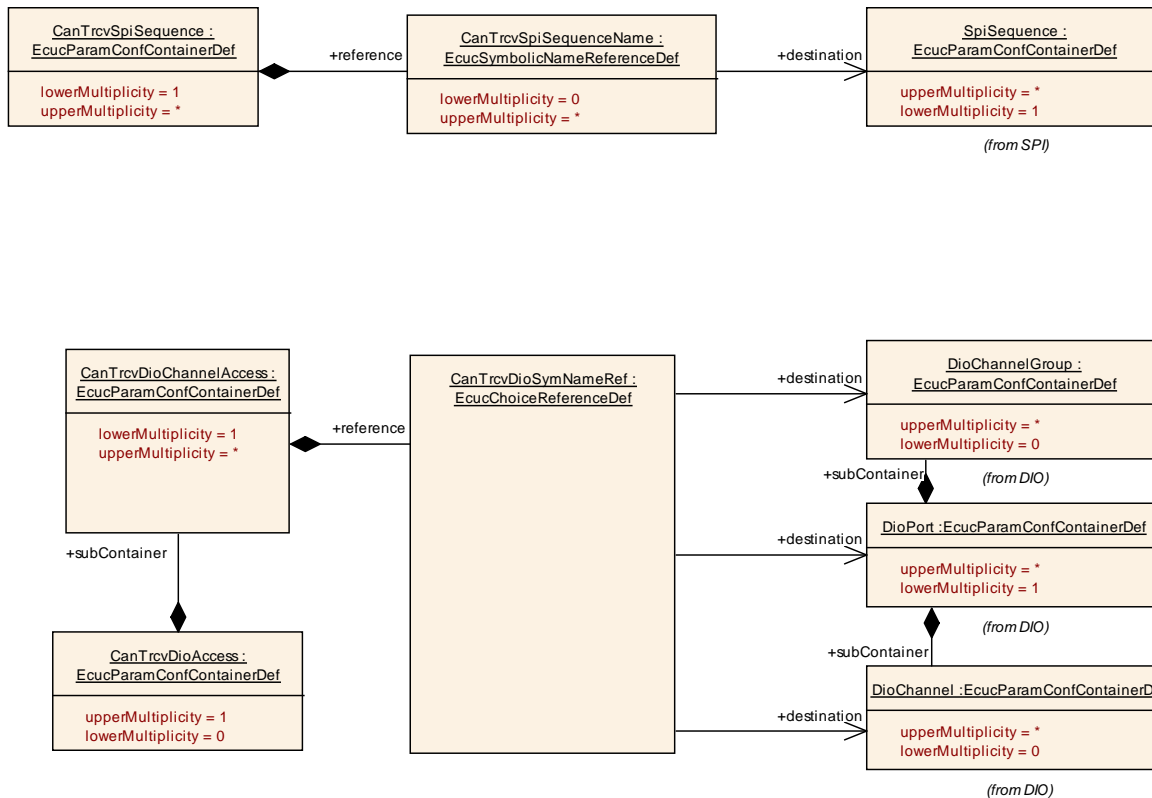 CanTrcvSpiSequence :
EcucParamConfContainerDef
lowerMultiplicity = 1
upperMultiplicity = *
+reference
CanTrcvSpiSequenceName :
EcucSymbolicNameReferenceDef
lowerMultiplicity = 0
upperMultiplicity = *
+destination
SpiSequence :
EcucParamConfContainerDef
upperMultiplicity = *
lowerMultiplicity = 1
(from SPI)
CanTrcvDioChannelAccess:
EcucParamConfContainerDef
lowerMultiplicity = 1
upperMultiplicity = *
+reference
+subContainer
CanTrcvDioAccess:
EcucParamConfContainerDef
upperMultiplicity = 1
lowerMultiplicity = 0
CanTrcvDioSymNameRef :
EcucChoiceReferenceDef
+destination
DioChannelGroup :
EcucParamConfContainerDef
upperMultiplicity = *
lowerMultiplicity = 0
(from DIO)
+subContainer
+destination
DioPort :EcucParamConfContainerDef
upperMultiplicity = *
lowerMultiplicity = 1
(from DIO)
+subContainer
+destination
DioChannel :EcucParamConfContainerD
upperMultiplicity = *
lowerMultiplicity = 0
(from DIO)